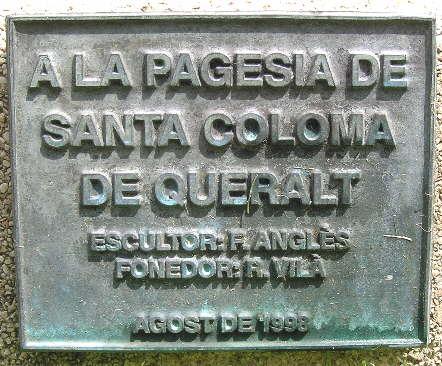 A LA PAGESIA DE
SANTA COLOMA
DE QUERALT
ESCULTOR: F. ANGLÈS
FONEDOR: R. VILÀ
AGOST DE 1998